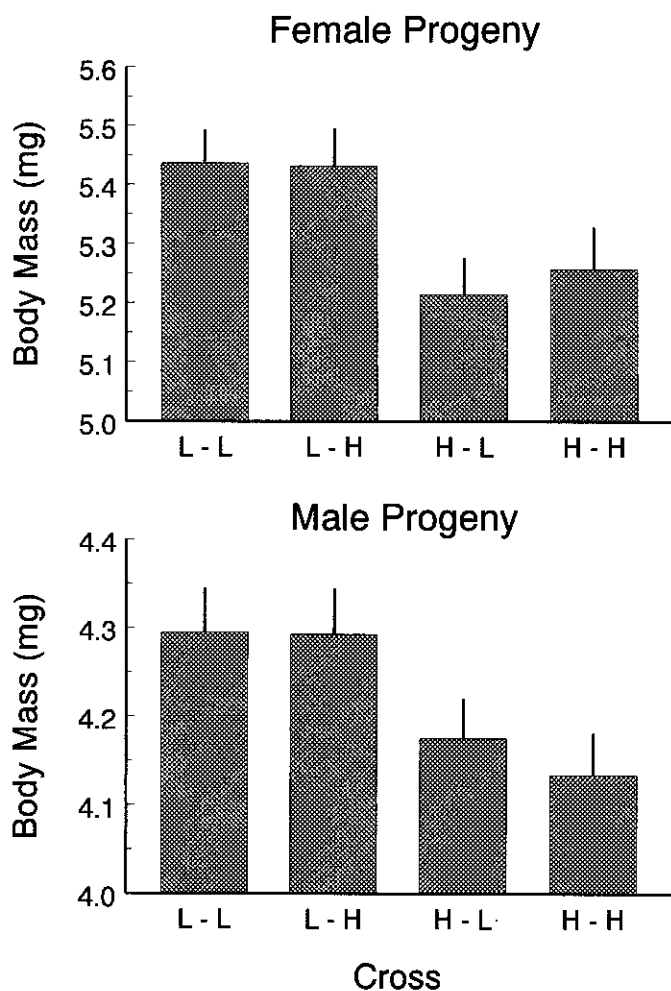 Female Progeny
5.6
5.5
5.4
5.3
5.2
5.1
5.0
Body Mass (mg)
L - L L - H H - L H - H
Male Progeny
4.4
4.3
4.2
4.1
4.0
Body Mass (mg)
L - L L - H H - L H - H
Cross